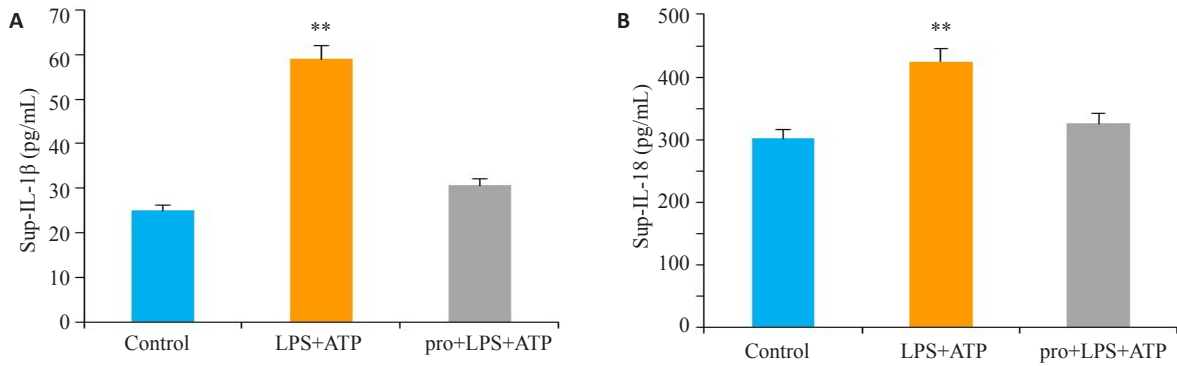 A
Sup-IL-1β (pg/mL)
70
60
50
40
30
20
10
0
**
Control
LPS+ATP
pro+LPS+ATP
B
Sup-IL-18 (pg/mL)
500
400
300
200
100
0
**
Control
LPS+ATP
pro+LPS+ATP